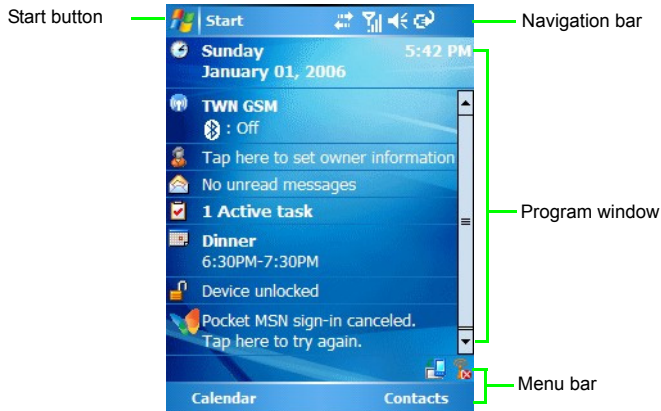 Start button
Start
Navigation bar
Sunday 5:42 PM
January 01, 2006
TWN GSM
: Off
Tap here to set owner information
No unread messages
1 Active task
Program window
Dinner
6:30PM-7:30PM
Device unlocked
Pocket MSN sign-in canceled.
Tap here to try again.
Menu bar
Calendar Contacts